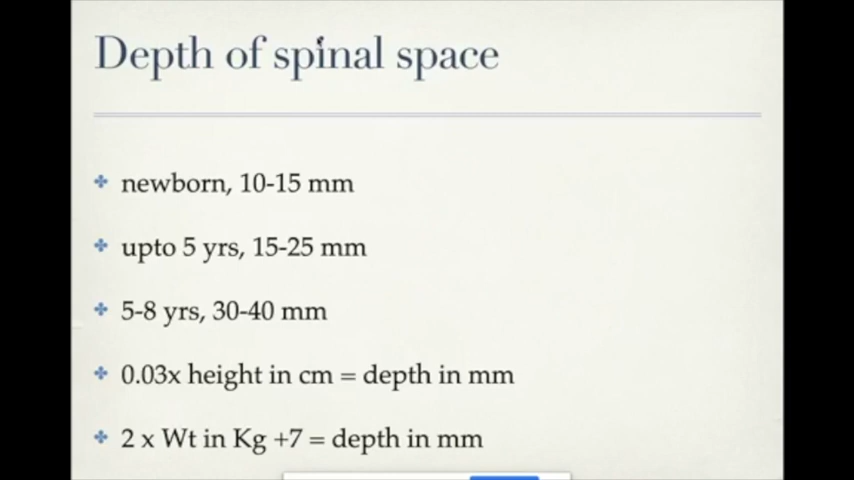 Depth of spinal space
newborn, 10-15 mm
upto 5 yrs, 15-25 mm
5-8 yrs, 30-40 mm
0.03x height in cm = depth in mm
2 x Wt in Kg +7 = depth in mm